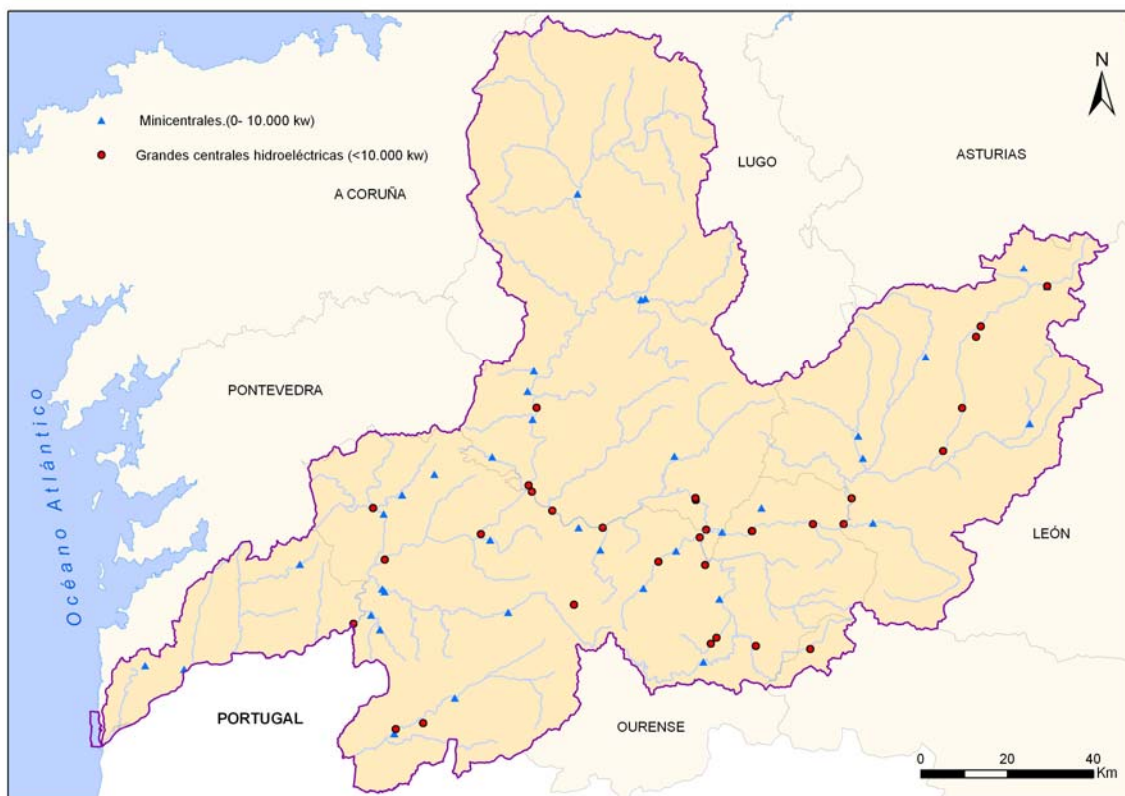 N
Minicentrales.(0- 10.000 kw)
Grandes centrales hidroeléctricas (<10.000 kw)
LUGO
ASTURIAS
A CORUÑA
PONTEVEDRA
Océano Atlántico
LEÓN
PORTUGAL
OURENSE
0 10 20 40
Km